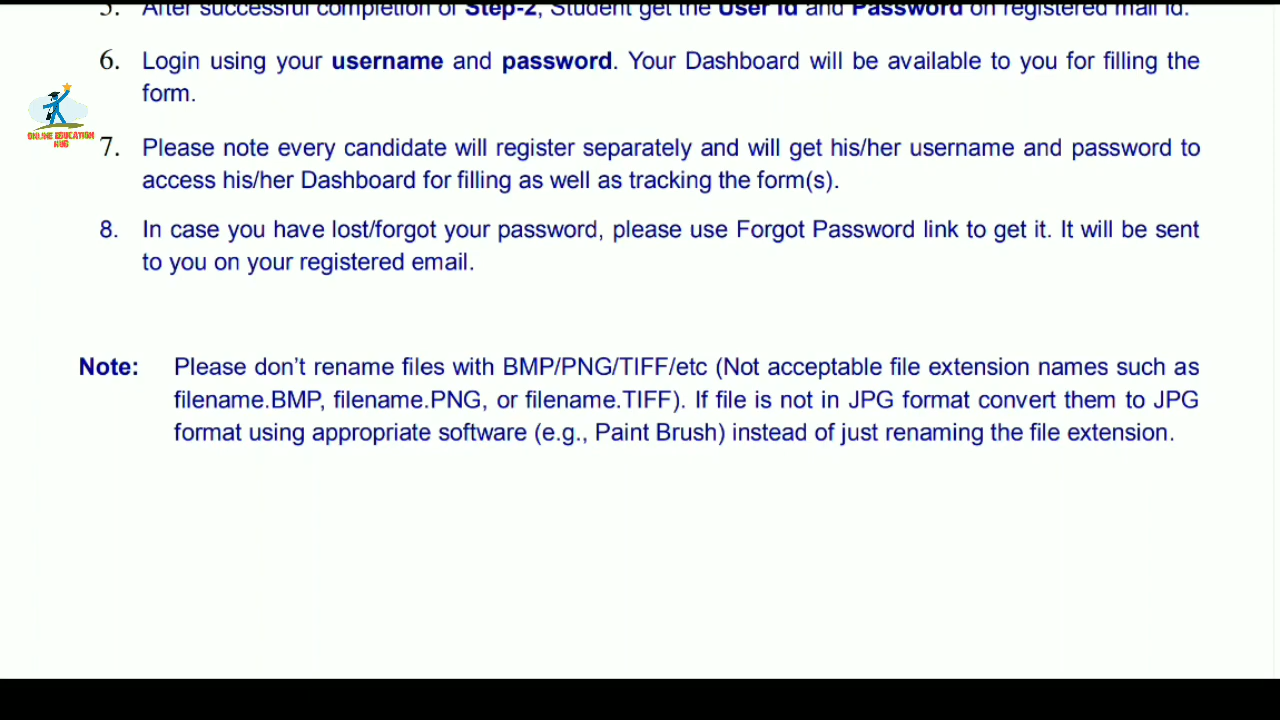 5. After successful completion of Step-2, Student get the User Id and Password on registered mail id.
6. Login using your username and password. Your Dashboard will be available to you for filling the
form.
ONLINE EDUCATION
HUB
7. Please note every candidate will register separately and will get his/her username and password to
access his/her Dashboard for filling as well as tracking the form(s).
8. In case you have lost/forgot your password, please use Forgot Password link to get it. It will be sent
to you on your registered email.
Note: Please don’t rename files with BMP/PNG/TIFF/etc (Not acceptable file extension names such as
filename.BMP, filename.PNG, or filename.TIFF). If file is not in JPG format convert them to JPG
format using appropriate software (e.g., Paint Brush) instead of just renaming the file extension.